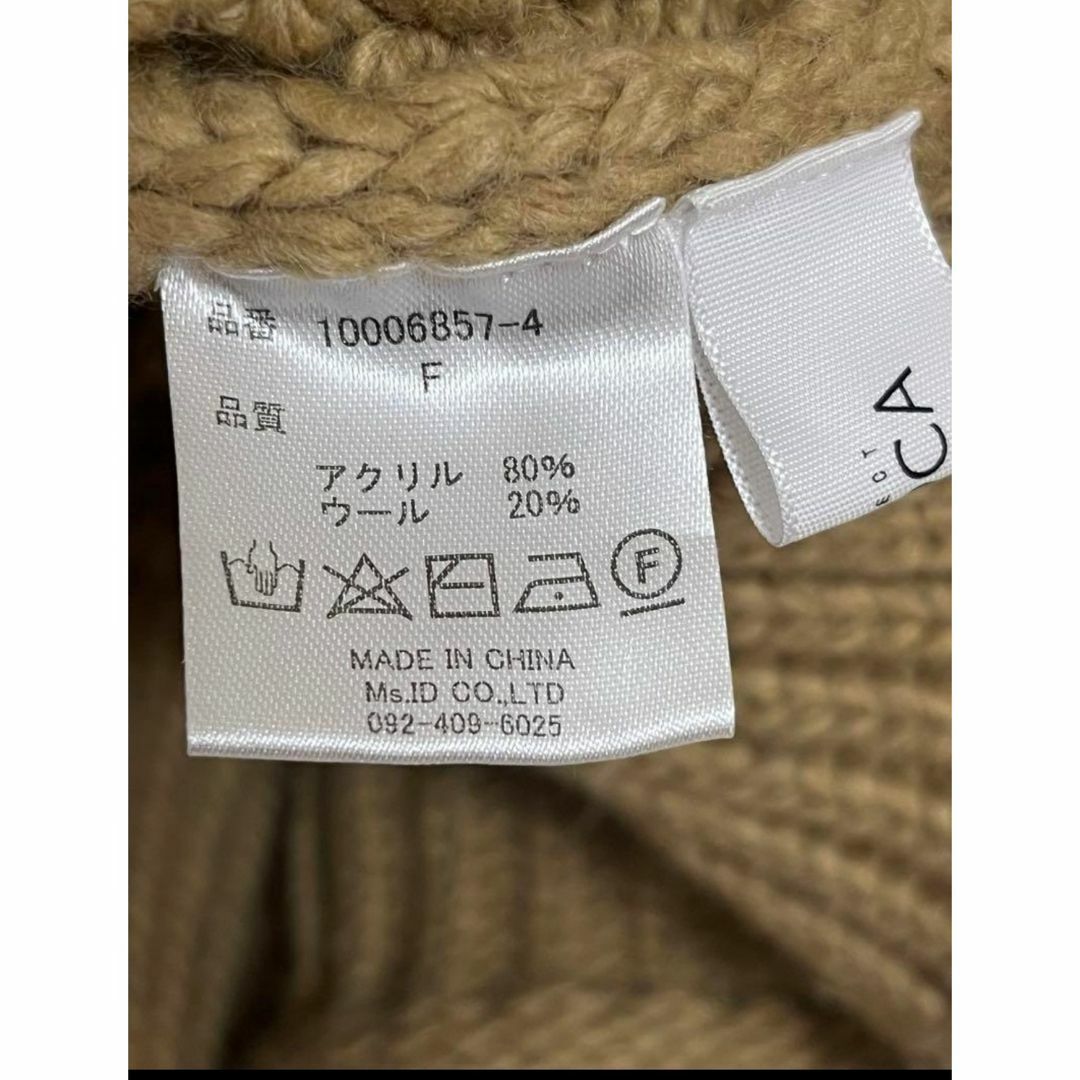 品番 10006857-4
F
品質
アクリル 80%
ウール 20%
F
MADE IN CHINA
Ms.ID CO.,LTD
092-409-6025
CA
ECT